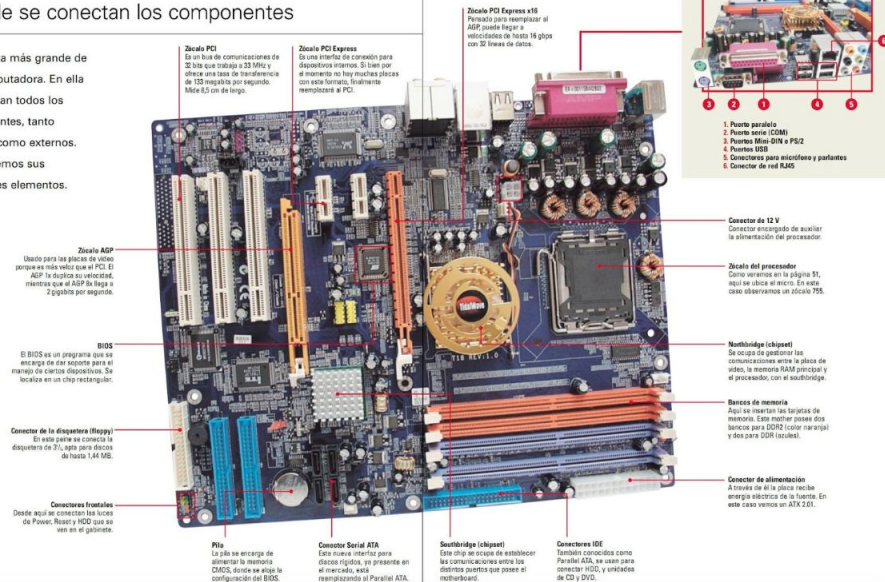 e se conectan los componentes
a más grande de
putadora. En ella
an todos los
ntes, tanto
como externos.
emos sus
es elementos.
Zócalo PCI
Es un bus de comunicaciones de
32 bits que trabaja a 33 MHz y
ofrece una tasa de transferencia
de 133 megabits por segundo.
Mide 8,5 cm de largo.
Zócalo PCI Express
Es una interfaz de conexión para
dispositivos internos. Si bien por
el momento no hay muchas placas
con este formato, finalmente
reemplazará al PCI.
Zócalo PCI Express x16
Pensado para reemplazar al
AGP, puede llegar a
velocidades de hasta 16 gbps
con 32 líneas de datos.
6
3
2
1
4
5
1. Puerto paralelo
2. Puerto serie (COM)
3. Puertos Mini-DIN o PS/2
4. Puertos USB
5. Conectores para micrófono y parlantes
6. Conector de red RJ45
Zócalo AGP
Usado para las placas de video
porque es más veloz que el PCI. El
AGP 1x duplica su velocidad,
mientras que el AGP 8x llega a
2 gigabits por segundo.
BIOS
El BIOS es un programa que se
encarga de dar soporte para el
manejo de ciertos dispositivos. Se
localiza en un chip rectangular.
Conector de la disquetera (floppy)
En este peine se conecta la
disquetera de 3½, apta para discos
de hasta 1,44 MB.
Conectores frontales
Desde aquí se conectan las luces
de Power, Reset y HDD que se
ven en el gabinete.
TidalWave
T18 REV:1.0
Conector de 12 V
Conector encargado de auxiliar
la alimentación del procesador.
Zócalo del procesador
Como veremos en la página 51,
aquí se ubica el micro. En este
caso observamos un zócalo 755.
Northbridge (chipset)
Se ocupa de gestionar las
comunicaciones entre la placa de
video, la memoria RAM principal y
el procesador, con el southbridge.
Bancos de memoria
Aquí se insertan las tarjetas de
memoria. Este mother posee dos
bancos para DDR2 (color naranja)
y dos para DDR (azules).
Conector de alimentación
A través de él la placa recibe
energía eléctrica de la fuente. En
este caso vemos un ATX 2.01.
Pila
La pila se encarga de
alimentar la memoria
CMOS, donde se aloja la
configuración del BIOS.
Conector Serial ATA
Esta nueva interfaz para
discos rígidos, ya presente en
el mercado, está
reemplazando al Parallel ATA.
Southbridge (chipset)
Este chip se ocupa de establecer
las comunicaciones entre los
distintos puertos que posee el
motherboard.
Conectores IDE
También conocidos como
Parallel ATA, se usan para
conectar HDD, y unidades
de CD y DVD.